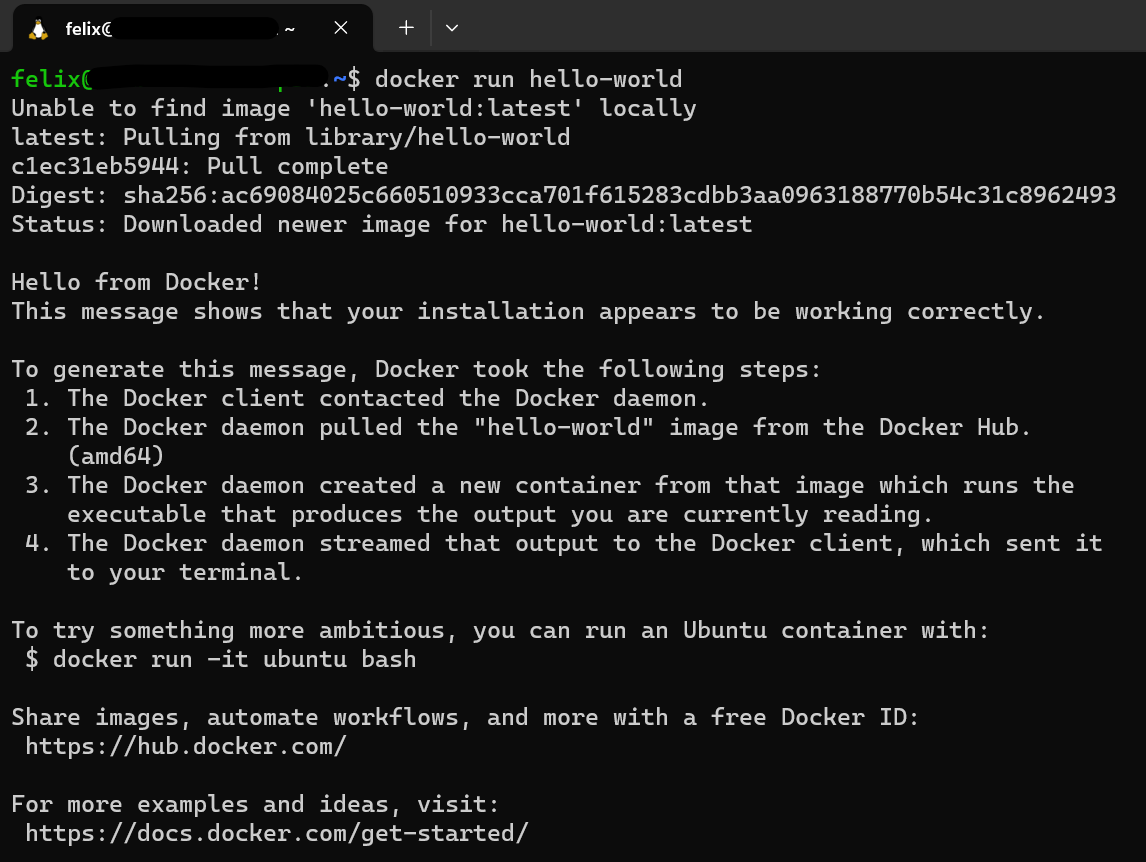 felix@ ~
felix@ ~$ docker run hello-world
Unable to find image 'hello-world:latest' locally
latest: Pulling from library/hello-world
c1ec31eb5944: Pull complete
Digest: sha256:ac69084025c660510933cca701f615283cdbb3aa0963188770b54c31c8962493
Status: Downloaded newer image for hello-world:latest

Hello from Docker!
This message shows that your installation appears to be working correctly.

To generate this message, Docker took the following steps:
 1. The Docker client contacted the Docker daemon.
 2. The Docker daemon pulled the "hello-world" image from the Docker Hub.
    (amd64)
 3. The Docker daemon created a new container from that image which runs the
    executable that produces the output you are currently reading.
 4. The Docker daemon streamed that output to the Docker client, which sent it
    to your terminal.

To try something more ambitious, you can run an Ubuntu container with:
 $ docker run -it ubuntu bash

Share images, automate workflows, and more with a free Docker ID:
 https://hub.docker.com/

For more examples and ideas, visit:
 https://docs.docker.com/get-started/